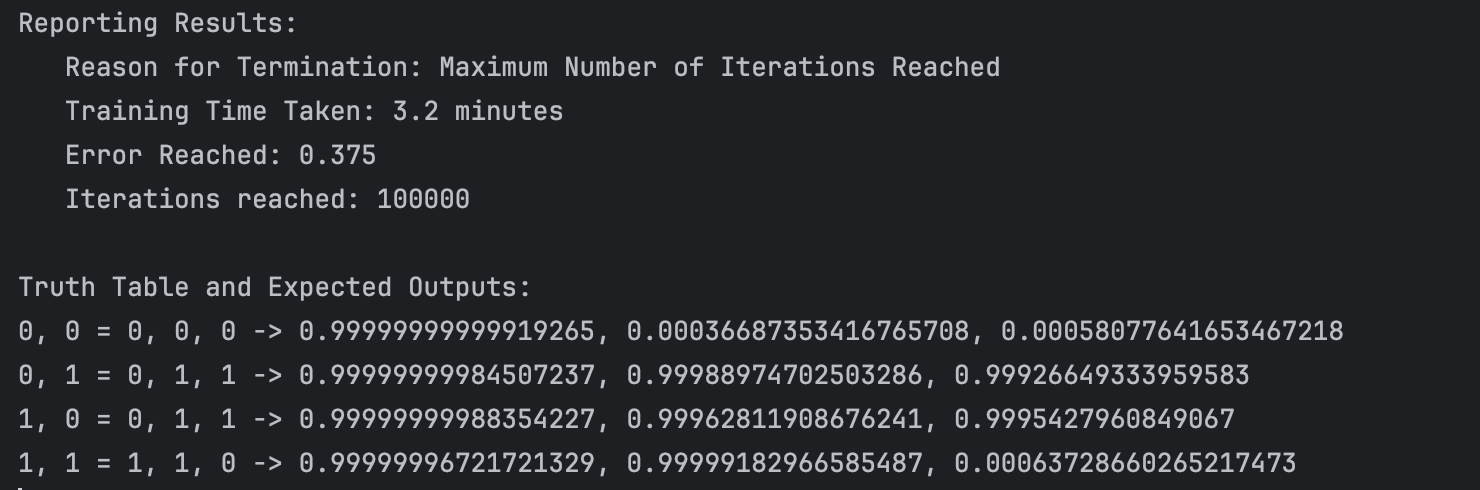 Reporting Results:
Reason for Termination: Maximum Number of Iterations Reached
Training Time Taken: 3.2 minutes
Error Reached: 0.375
Iterations reached: 100000
Truth Table and Expected Outputs:
0, 0 = 0, 0, 0 -> 0.99999999999919265, 0.00036687353416765708, 0.00058077641653467218
0, 1 = 0, 1, 1 -> 0.99999999984507237, 0.99988974702503286, 0.99926649333959583
1, 0 = 0, 1, 1 -> 0.99999999988354227, 0.99962811908676241, 0.9995427960849067
1, 1 = 1, 1, 0 -> 0.99999996721721329, 0.99999182966585487, 0.00063728660265217473